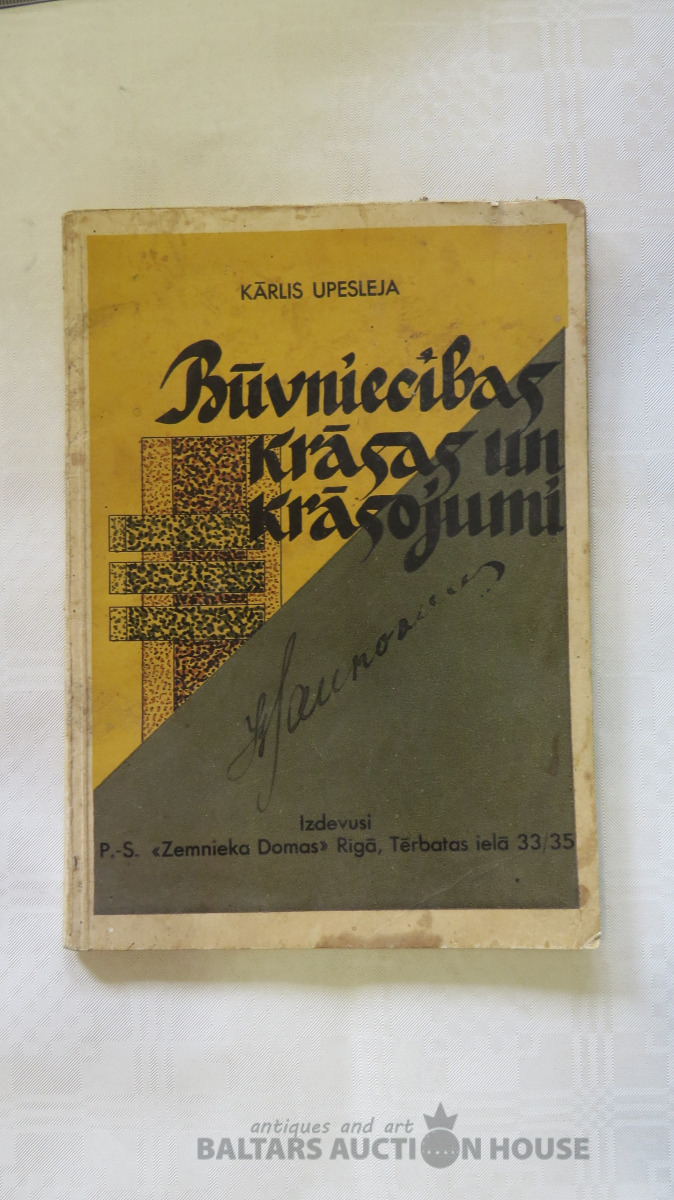 KĀRLIS UPESLEJA
Būvniecības
krāsas un
krāsojumi
Izdevusi
P.-S. «Zemnieka Domas» Rīgā, Tērbatas ielā 33/35
antiques and art
BALTARS AUCTION HOUSE